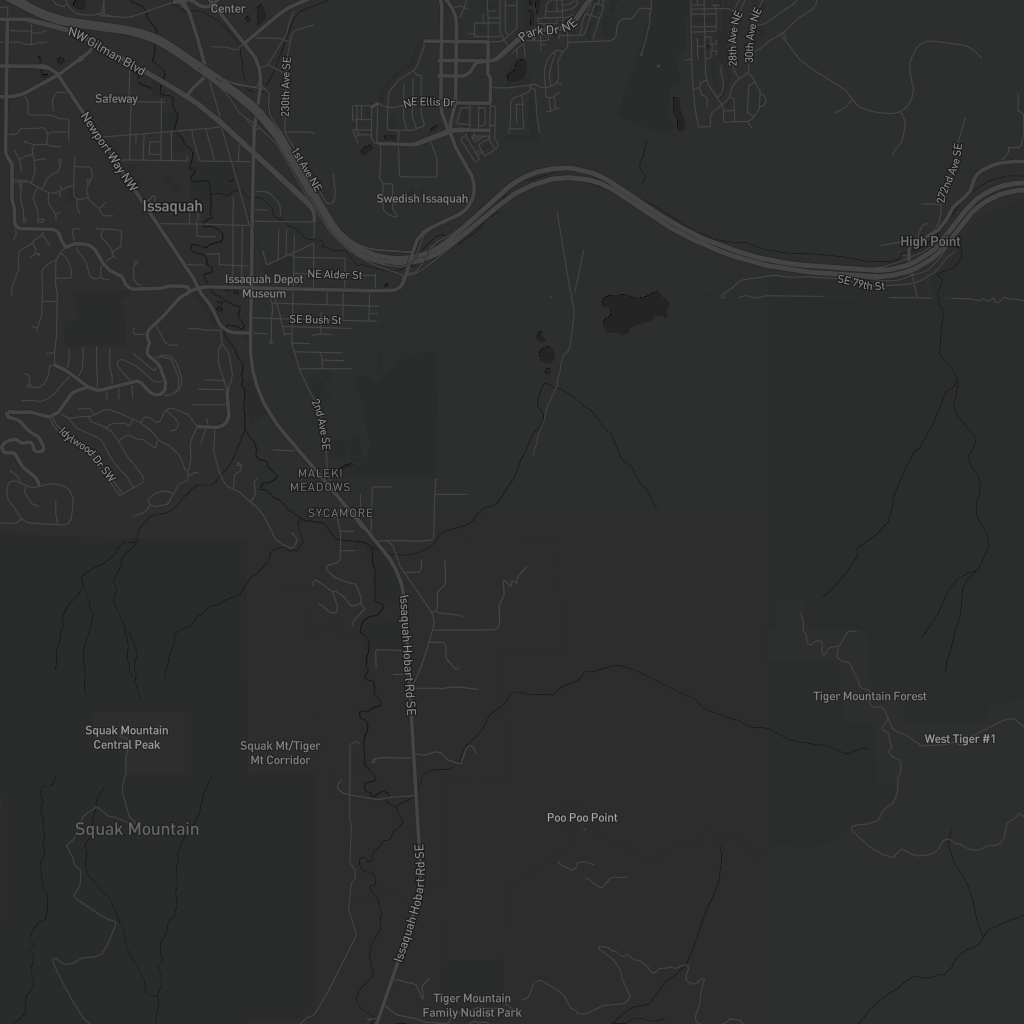 Center
Park Dr NE
28th Ave NE
30th Ave NE
NW Gilman Blvd
230th Ave SE
Safeway
NE Ellis Dr
Newport Way NW
1st Ave NE
272nd Ave SE
Swedish Issaquah
Issaquah
High Point
Issaquah Depot
Museum
NE Alder St
SE 79th St
SE Bush St
2nd Ave SE
Idylwood Dr SW
MALEKI
MEADOWS
SYCAMORE
Issaquah Hobart Rd SE
Tiger Mountain Forest
Squak Mountain
Central Peak
Squak Mt/Tiger
Mt Corridor
West Tiger #1
Poo Poo Point
Squak Mountain
Issaquah Hobart Rd SE
Tiger Mountain
Family Nudist Park